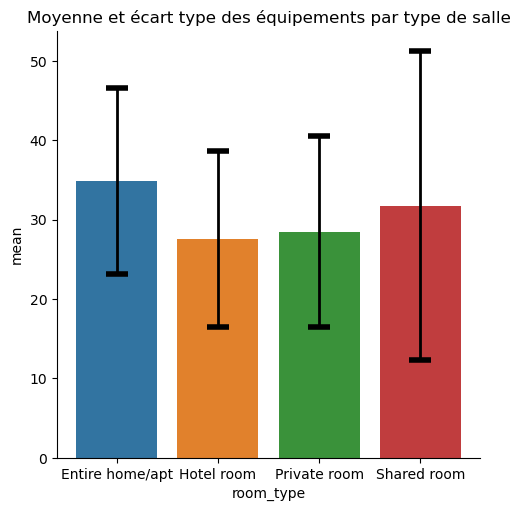 Moyenne et écart type des équipements par type de salle
50
40
30
20
10
0
mean
Entire home/apt Hotel room Private room Shared room
room_type